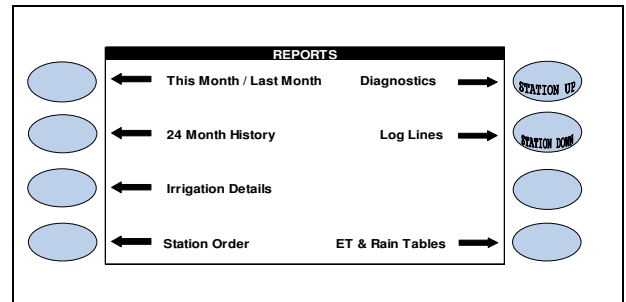 REPORTS
This Month / Last Month Diagnostics STATION UP
24 Month History Log Lines STATION DOWN
Irrigation Details
Station Order ET & Rain Tables